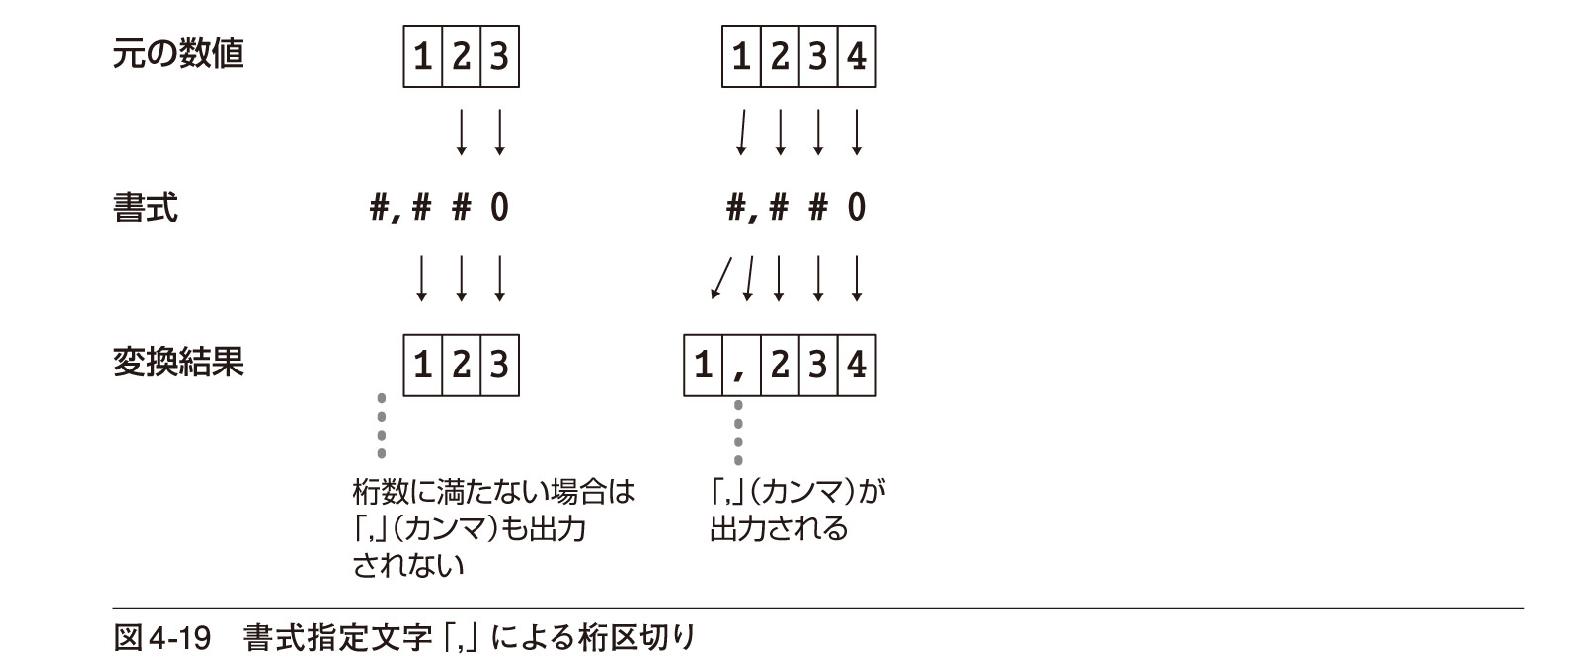 元の数値 1 2 3 1 2 3 4
書式 #,# # 0 #,# # 0
変換結果 1 2 3 1 , 2 3 4
桁数に満たない場合は
「,」（カンマ）も出力
されない
「,」（カンマ）が
出力される
図4-19 書式指定文字「,」による桁区切り